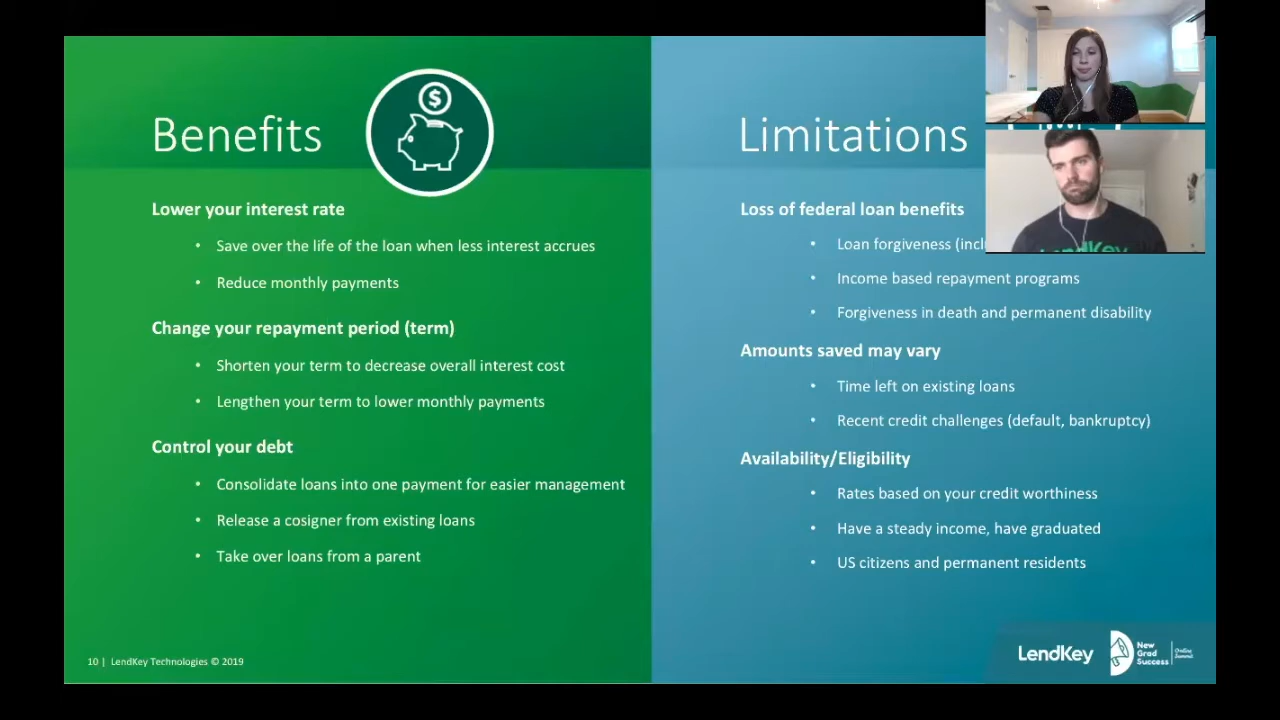 Benefits
$
Lower your interest rate
• Save over the life of the loan when less interest accrues
• Reduce monthly payments
Change your repayment period (term)
• Shorten your term to decrease overall interest cost
• Lengthen your term to lower monthly payments
Control your debt
• Consolidate loans into one payment for easier management
• Release a cosigner from existing loans
• Take over loans from a parent
10 | LendKey Technologies © 2019
Limitations
Loss of federal loan benefits
• Loan forgiveness
• Income based repayment programs
• Forgiveness in death and permanent disability
Amounts saved may vary
• Time left on existing loans
• Recent credit challenges (default, bankruptcy)
Availability/Eligibility
• Rates based on your credit worthiness
• Have a steady income, have graduated
• US citizens and permanent residents
LendKey
LendKey
New
Grad
Success
Online
Summit